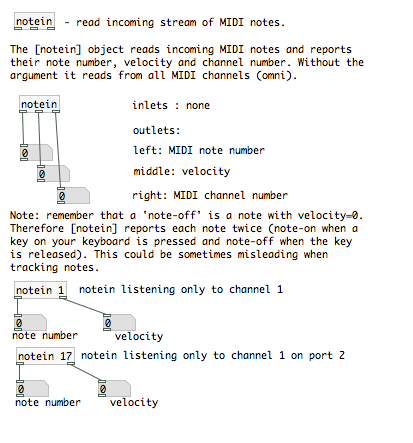 notein - read incoming stream of MIDI notes.
The [notein] object reads incoming MIDI notes and reports
their note number, velocity and channel number. Without the
argument it reads from all MIDI channels (omni).
notein
inlets : none
outlets:
0
left: MIDI note number
0
middle: velocity
0
right: MIDI channel number
Note: remember that a 'note-off' is a note with velocity=0.
Therefore [notein] reports each note twice (note-on when a
key on your keyboard is pressed and note-off when the key
is released). This could be sometimes misleading when
tracking notes.
notein 1 notein listening only to channel 1
0 0
note number velocity
notein 17 notein listening only to channel 1 on port 2
0 0
note number velocity